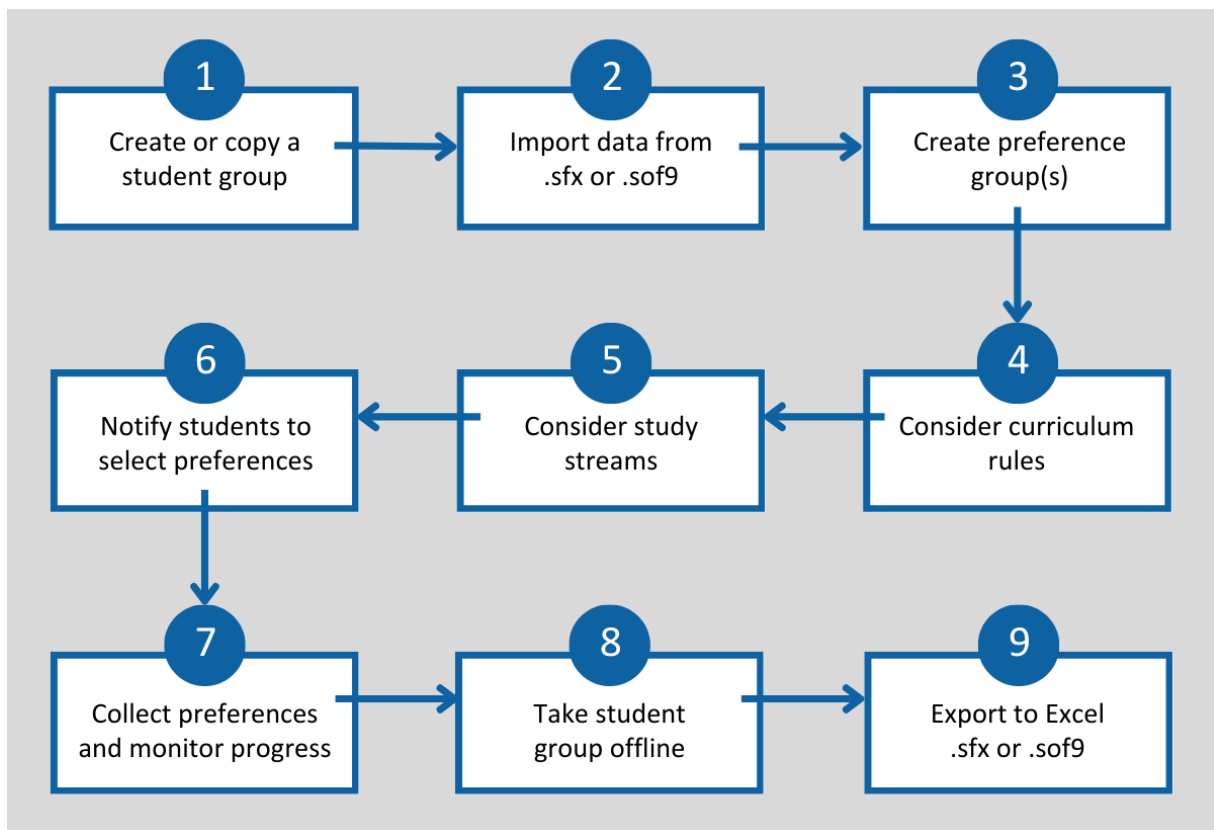 1
Create or copy a
student group
2
Import data from
.sfx or .sof9
3
Create preference
group(s)
4
Consider curriculum
rules
5
Consider study
streams
6
Notify students to
select preferences
7
Collect preferences
and monitor progress
8
Take student
group offline
9
Export to Excel
.sfx or .sof9